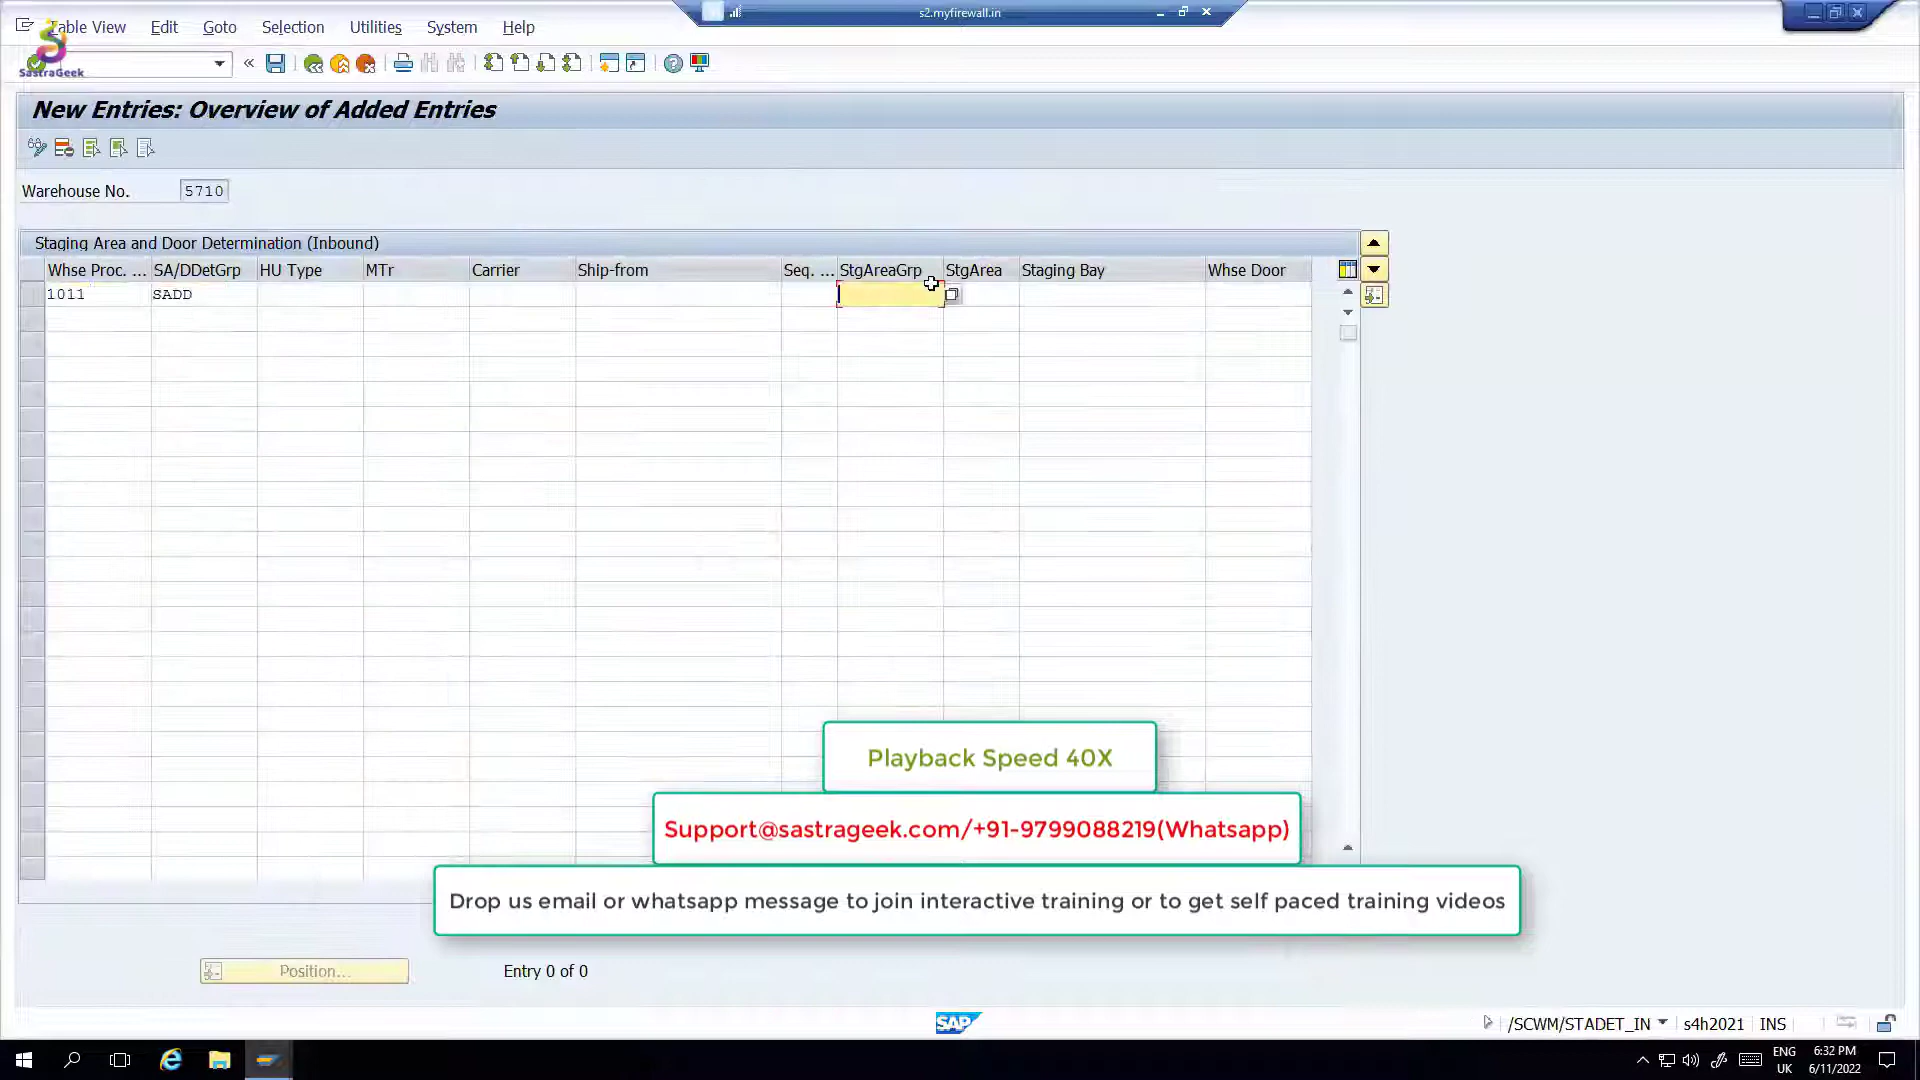 s2.myfirewall.in
Table View Edit Goto Selection Utilities System Help
SastraGeek
New Entries: Overview of Added Entries
Warehouse No. 5710
Staging Area and Door Determination (Inbound)
Whse Proc. ... SA/DDetGrp HU Type MTr Carrier Ship-from Seq. ... StgAreaGrp StgArea Staging Bay Whse Door
1011 SADD
Playback Speed 40X
Support@sastrageek.com/+91-9799088219(Whatsapp)
Drop us email or whatsapp message to join interactive training or to get self paced training videos
Position... Entry 0 of 0
SAP
/SCWM/STADET_IN s4h2021 INS
ENG 6:32 PM
UK 6/11/2022